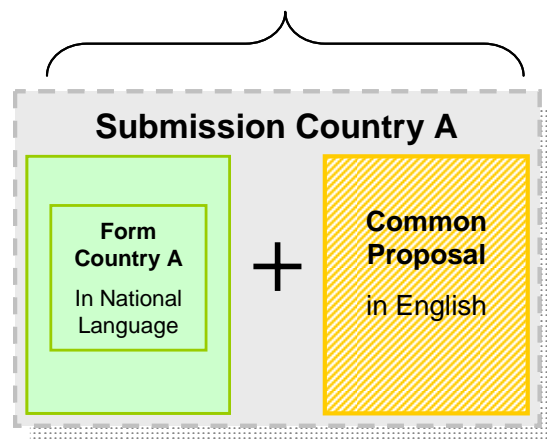 Submission Country A
Form
Country A
In National
Language
+
Common
Proposal
in English